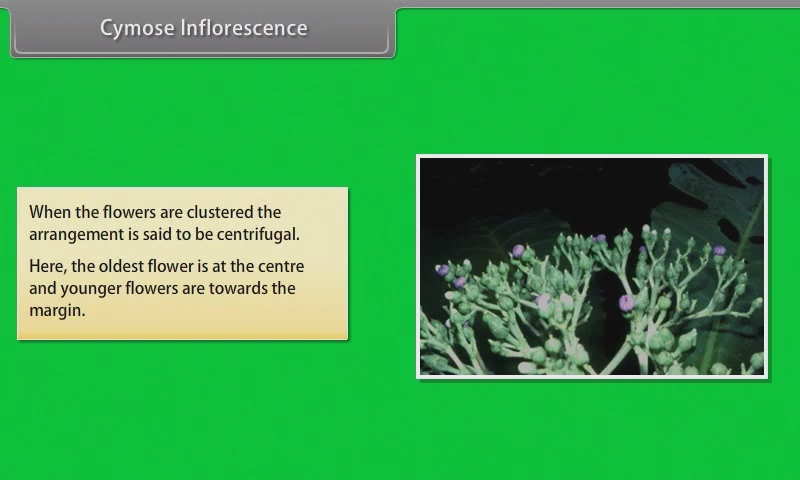 Cymose Inflorescence
When the flowers are clustered the
arrangement is said to be centrifugal.
Here, the oldest flower is at the centre
and younger flowers are towards the
margin.